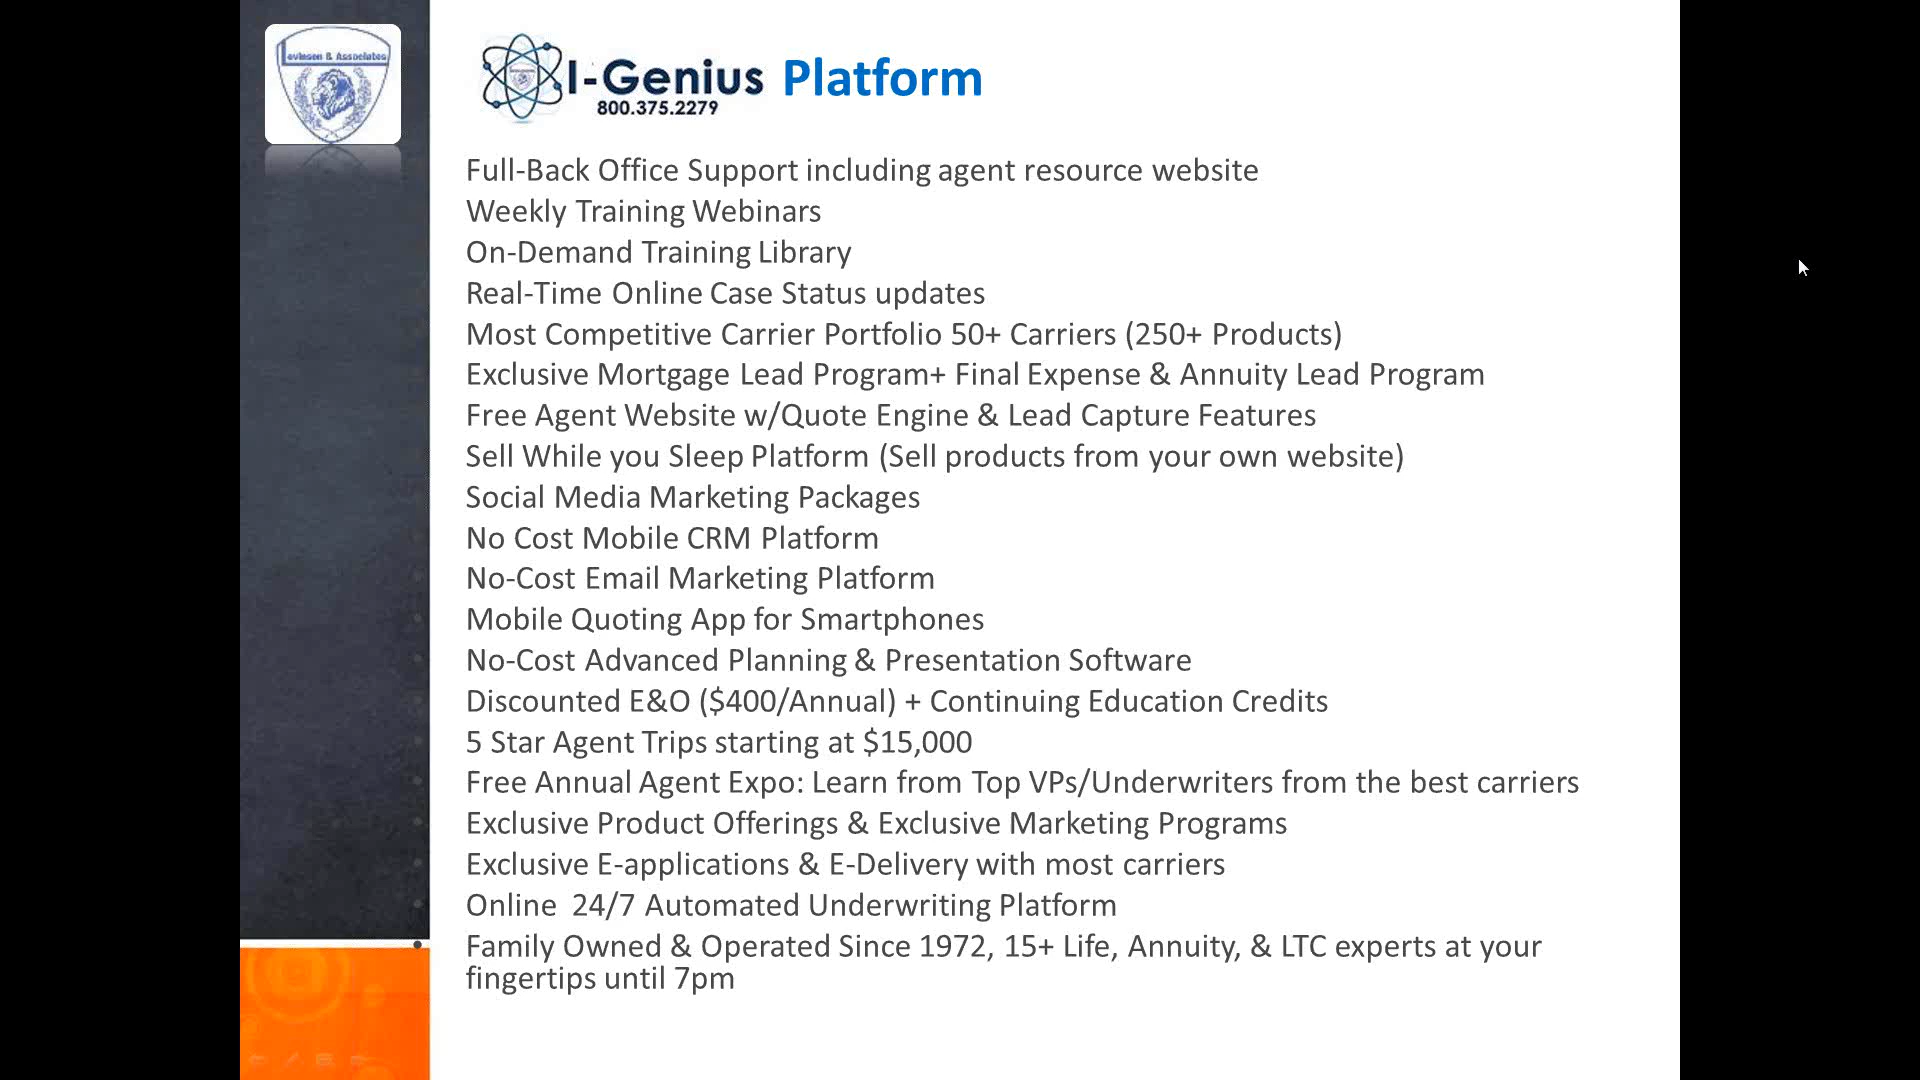 Levinson & Associates
I-Genius Platform
800.375.2279
Full-Back Office Support including agent resource website
Weekly Training Webinars
On-Demand Training Library
Real-Time Online Case Status updates
Most Competitive Carrier Portfolio 50+ Carriers (250+ Products)
Exclusive Mortgage Lead Program+ Final Expense & Annuity Lead Program
Free Agent Website w/Quote Engine & Lead Capture Features
Sell While you Sleep Platform (Sell products from your own website)
Social Media Marketing Packages
No Cost Mobile CRM Platform
No-Cost Email Marketing Platform
Mobile Quoting App for Smartphones
No-Cost Advanced Planning & Presentation Software
Discounted E&O ($400/Annual) + Continuing Education Credits
5 Star Agent Trips starting at $15,000
Free Annual Agent Expo: Learn from Top VPs/Underwriters from the best carriers
Exclusive Product Offerings & Exclusive Marketing Programs
Exclusive E-applications & E-Delivery with most carriers
Online 24/7 Automated Underwriting Platform
Family Owned & Operated Since 1972, 15+ Life, Annuity, & LTC experts at your
fingertips until 7pm